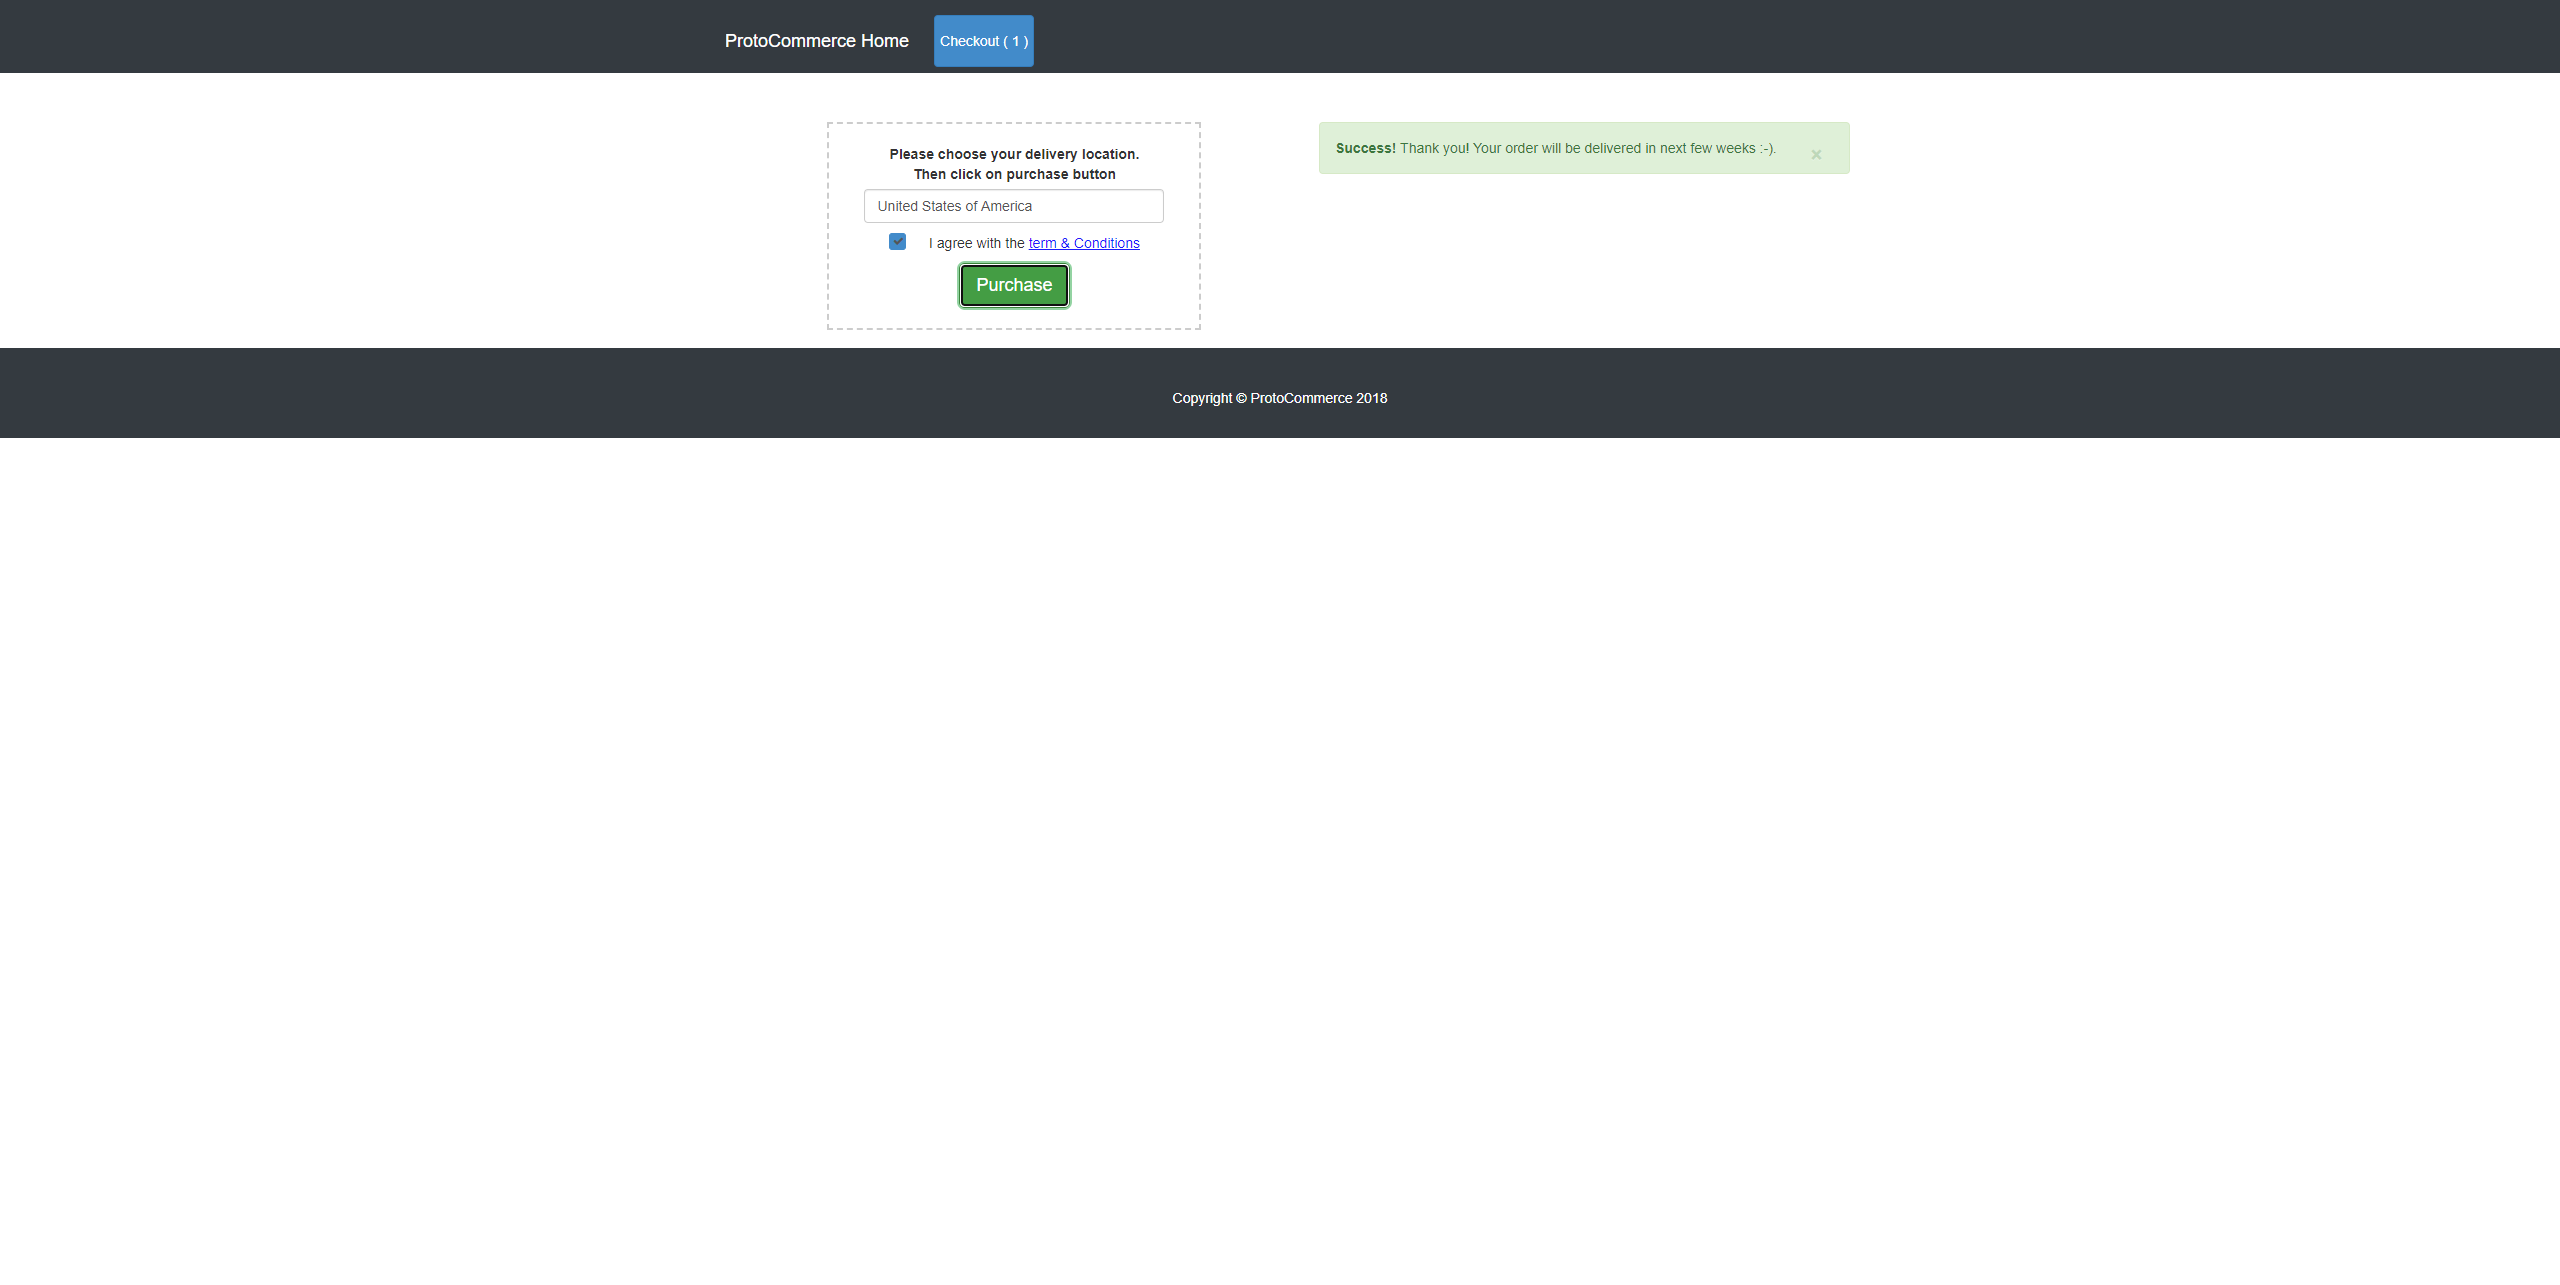 ProtoCommerce Home
Checkout ( 1 )
Please choose your delivery location.
Then click on purchase button
United States of America
I agree with the term & Conditions
Purchase
Success! Thank you! Your order will be delivered in next few weeks :-).
×
Copyright © ProtoCommerce 2018